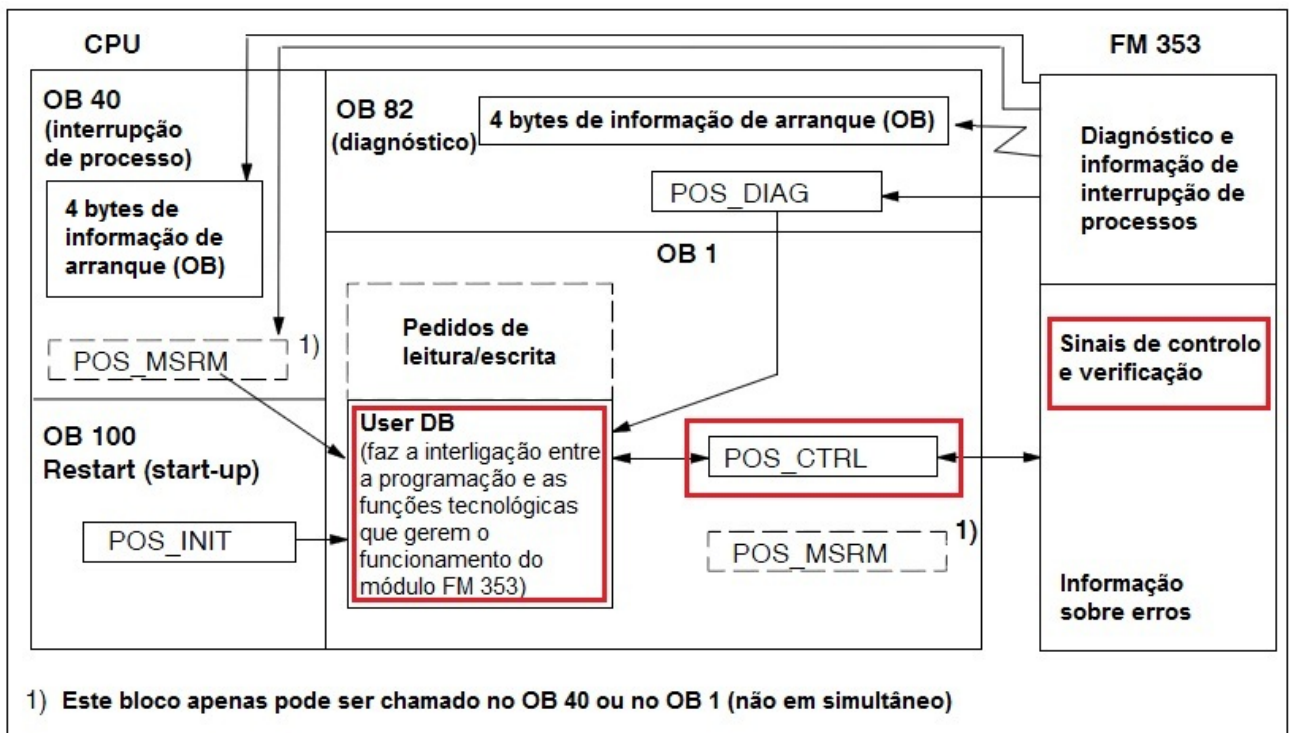 CPU
FM 353
OB 40
(interrupção
de processo)
4 bytes de
informação de
arranque (OB)
POS_MSRM
1)
OB 100
Restart (start-up)
POS_INIT
OB 82
(diagnóstico)
4 bytes de informação de arranque (OB)
POS_DIAG
OB 1
Pedidos de
leitura/escrita
User DB
(faz a interligação entre
a programação e as
funções tecnológicas
que gerem o
funcionamento do
módulo FM 353)
POS_CTRL
POS_MSRM
1)
Diagnóstico e
informação de
interrupção de
processos
Sinais de controlo
e verificação
Informação
sobre erros
1) Este bloco apenas pode ser chamado no OB 40 ou no OB 1 (não em simultâneo)